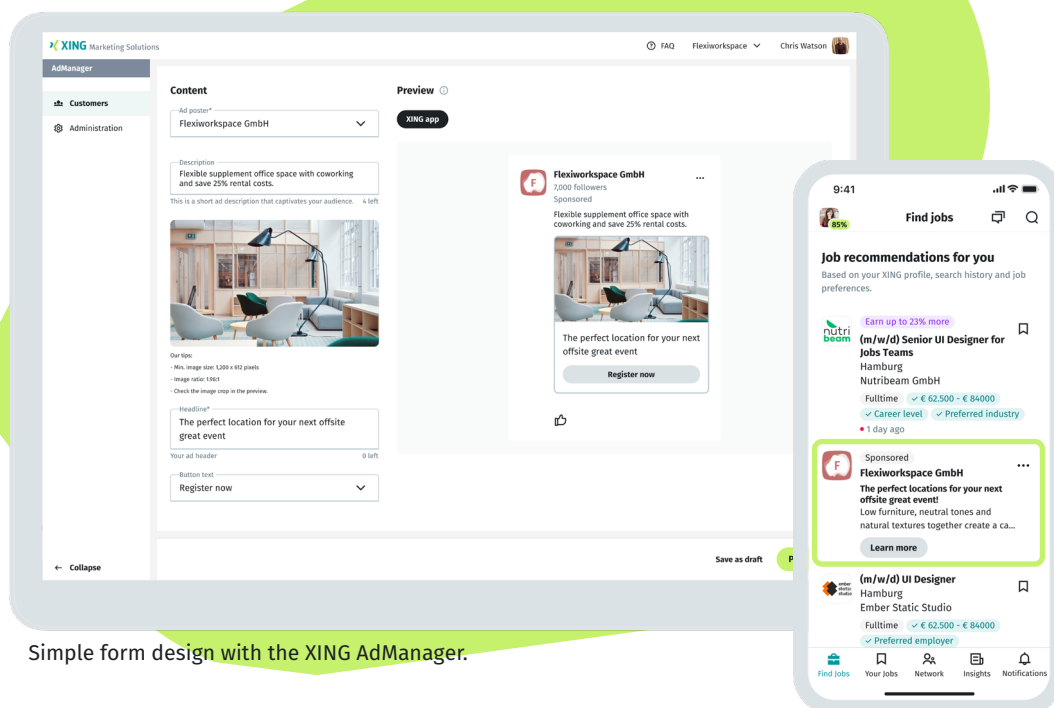 XING Marketing Solutions
FAQ
Flexiworkspace
Chris Watson
AdManager
Customers
Administration
Collapse
Content
Ad poster*
Flexiworkspace GmbH
Description
Flexible supplement office space with coworking
and save 25% rental costs.
This is a short ad description that captivates your audience. 4 left
Our tips:
- Min. image size: 1,200 x 612 pixels
- Image ratio: 1.96:1
- Check the image crop in the preview.
Headline*
The perfect location for your next offsite
great event
Your ad header 0 left
Button text
Register now
Preview
XING app
F
Flexiworkspace GmbH
7,000 followers
Sponsored
Flexible supplement office space with
coworking and save 25% rental costs.
The perfect location for your next
offsite great event
Register now
Save as draft
P
9:41
85%
Find jobs
Job recommendations for you
Based on your XING profile, search history and job
preferences.
nutri
beam
Earn up to 23% more
(m/w/d) Senior UI Designer for
Jobs Teams
Hamburg
Nutribeam GmbH
Fulltime ✓ € 62.500 - € 84000
✓ Career level ✓ Preferred industry
• 1 day ago
F
Sponsored
Flexiworkspace GmbH
The perfect locations for your next
offsite great event!
Low furniture, neutral tones and
natural textures together create a ca...
Learn more
ember
static
studio
(m/w/d) UI Designer
Hamburg
Ember Static Studio
Fulltime ✓ € 62.500 - € 84000
✓ Preferred employer
Find Jobs
Your Jobs
Network
Insights
Notifications
Simple form design with the XING AdManager.